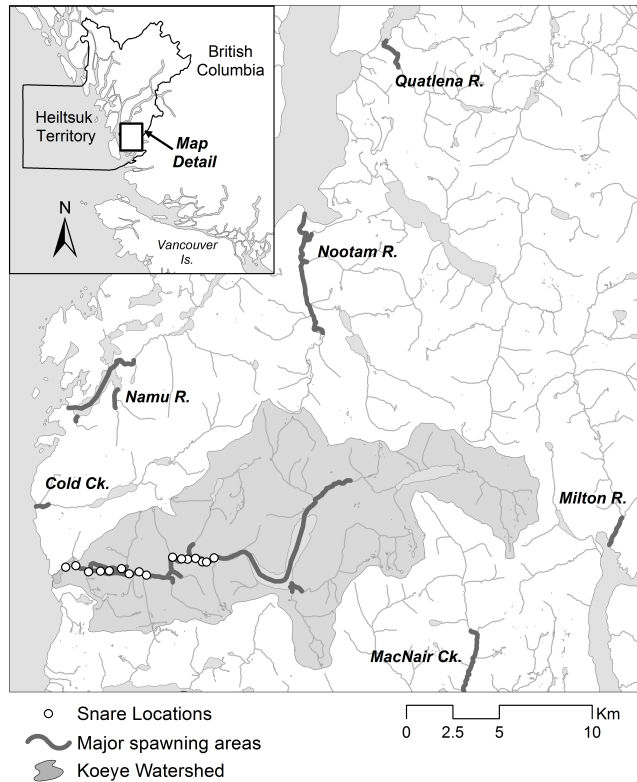 British
Columbia
Heiltsuk
Territory
Map
Detail
N
Vancouver
Is.
Quatlena R.
Nootam R.
Namu R.
Cold Ck.
Milton R.
MacNair Ck.
Snare Locations
Major spawning areas
Koeye Watershed
Km
0 2.5 5 10